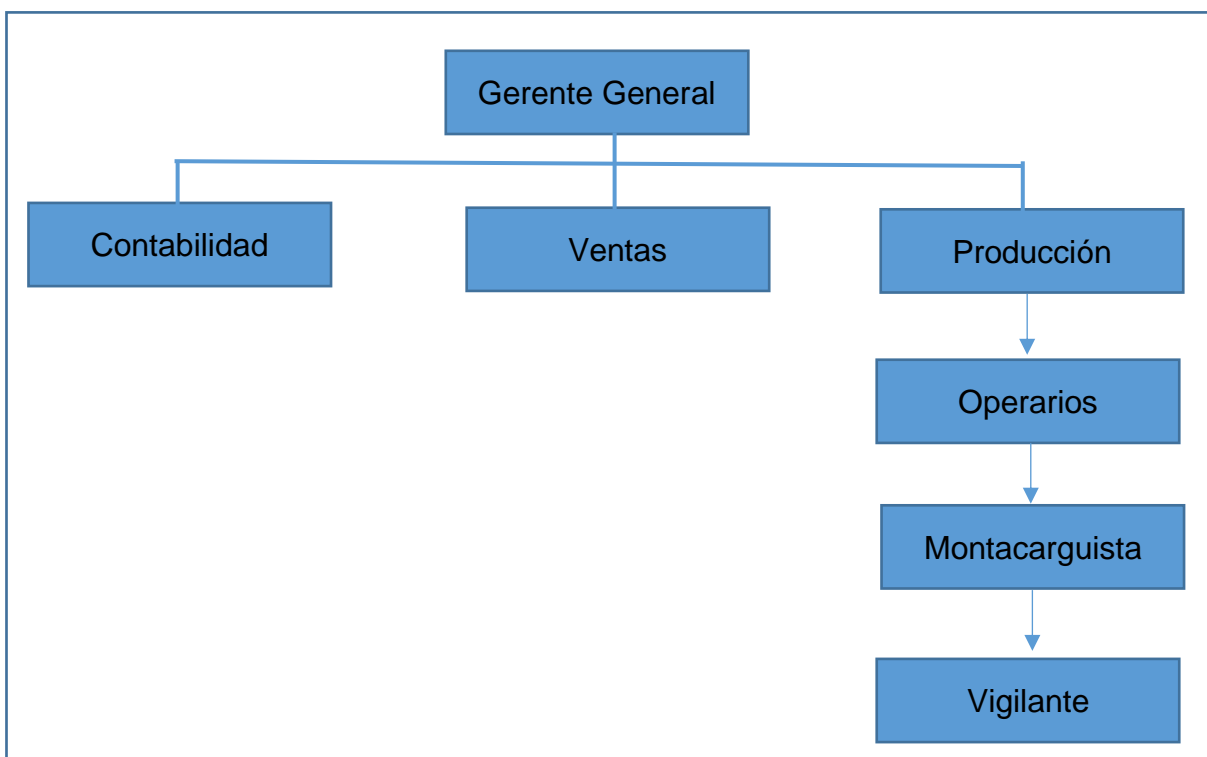 Gerente General
Contabilidad
Ventas
Producción
Operarios
Montacarguista
Vigilante